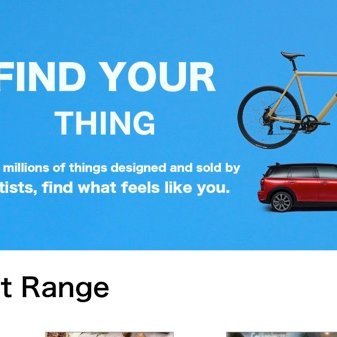 FIND YOUR
THING
millions of things designed and sold by
tists, find what feels like you.
t Range